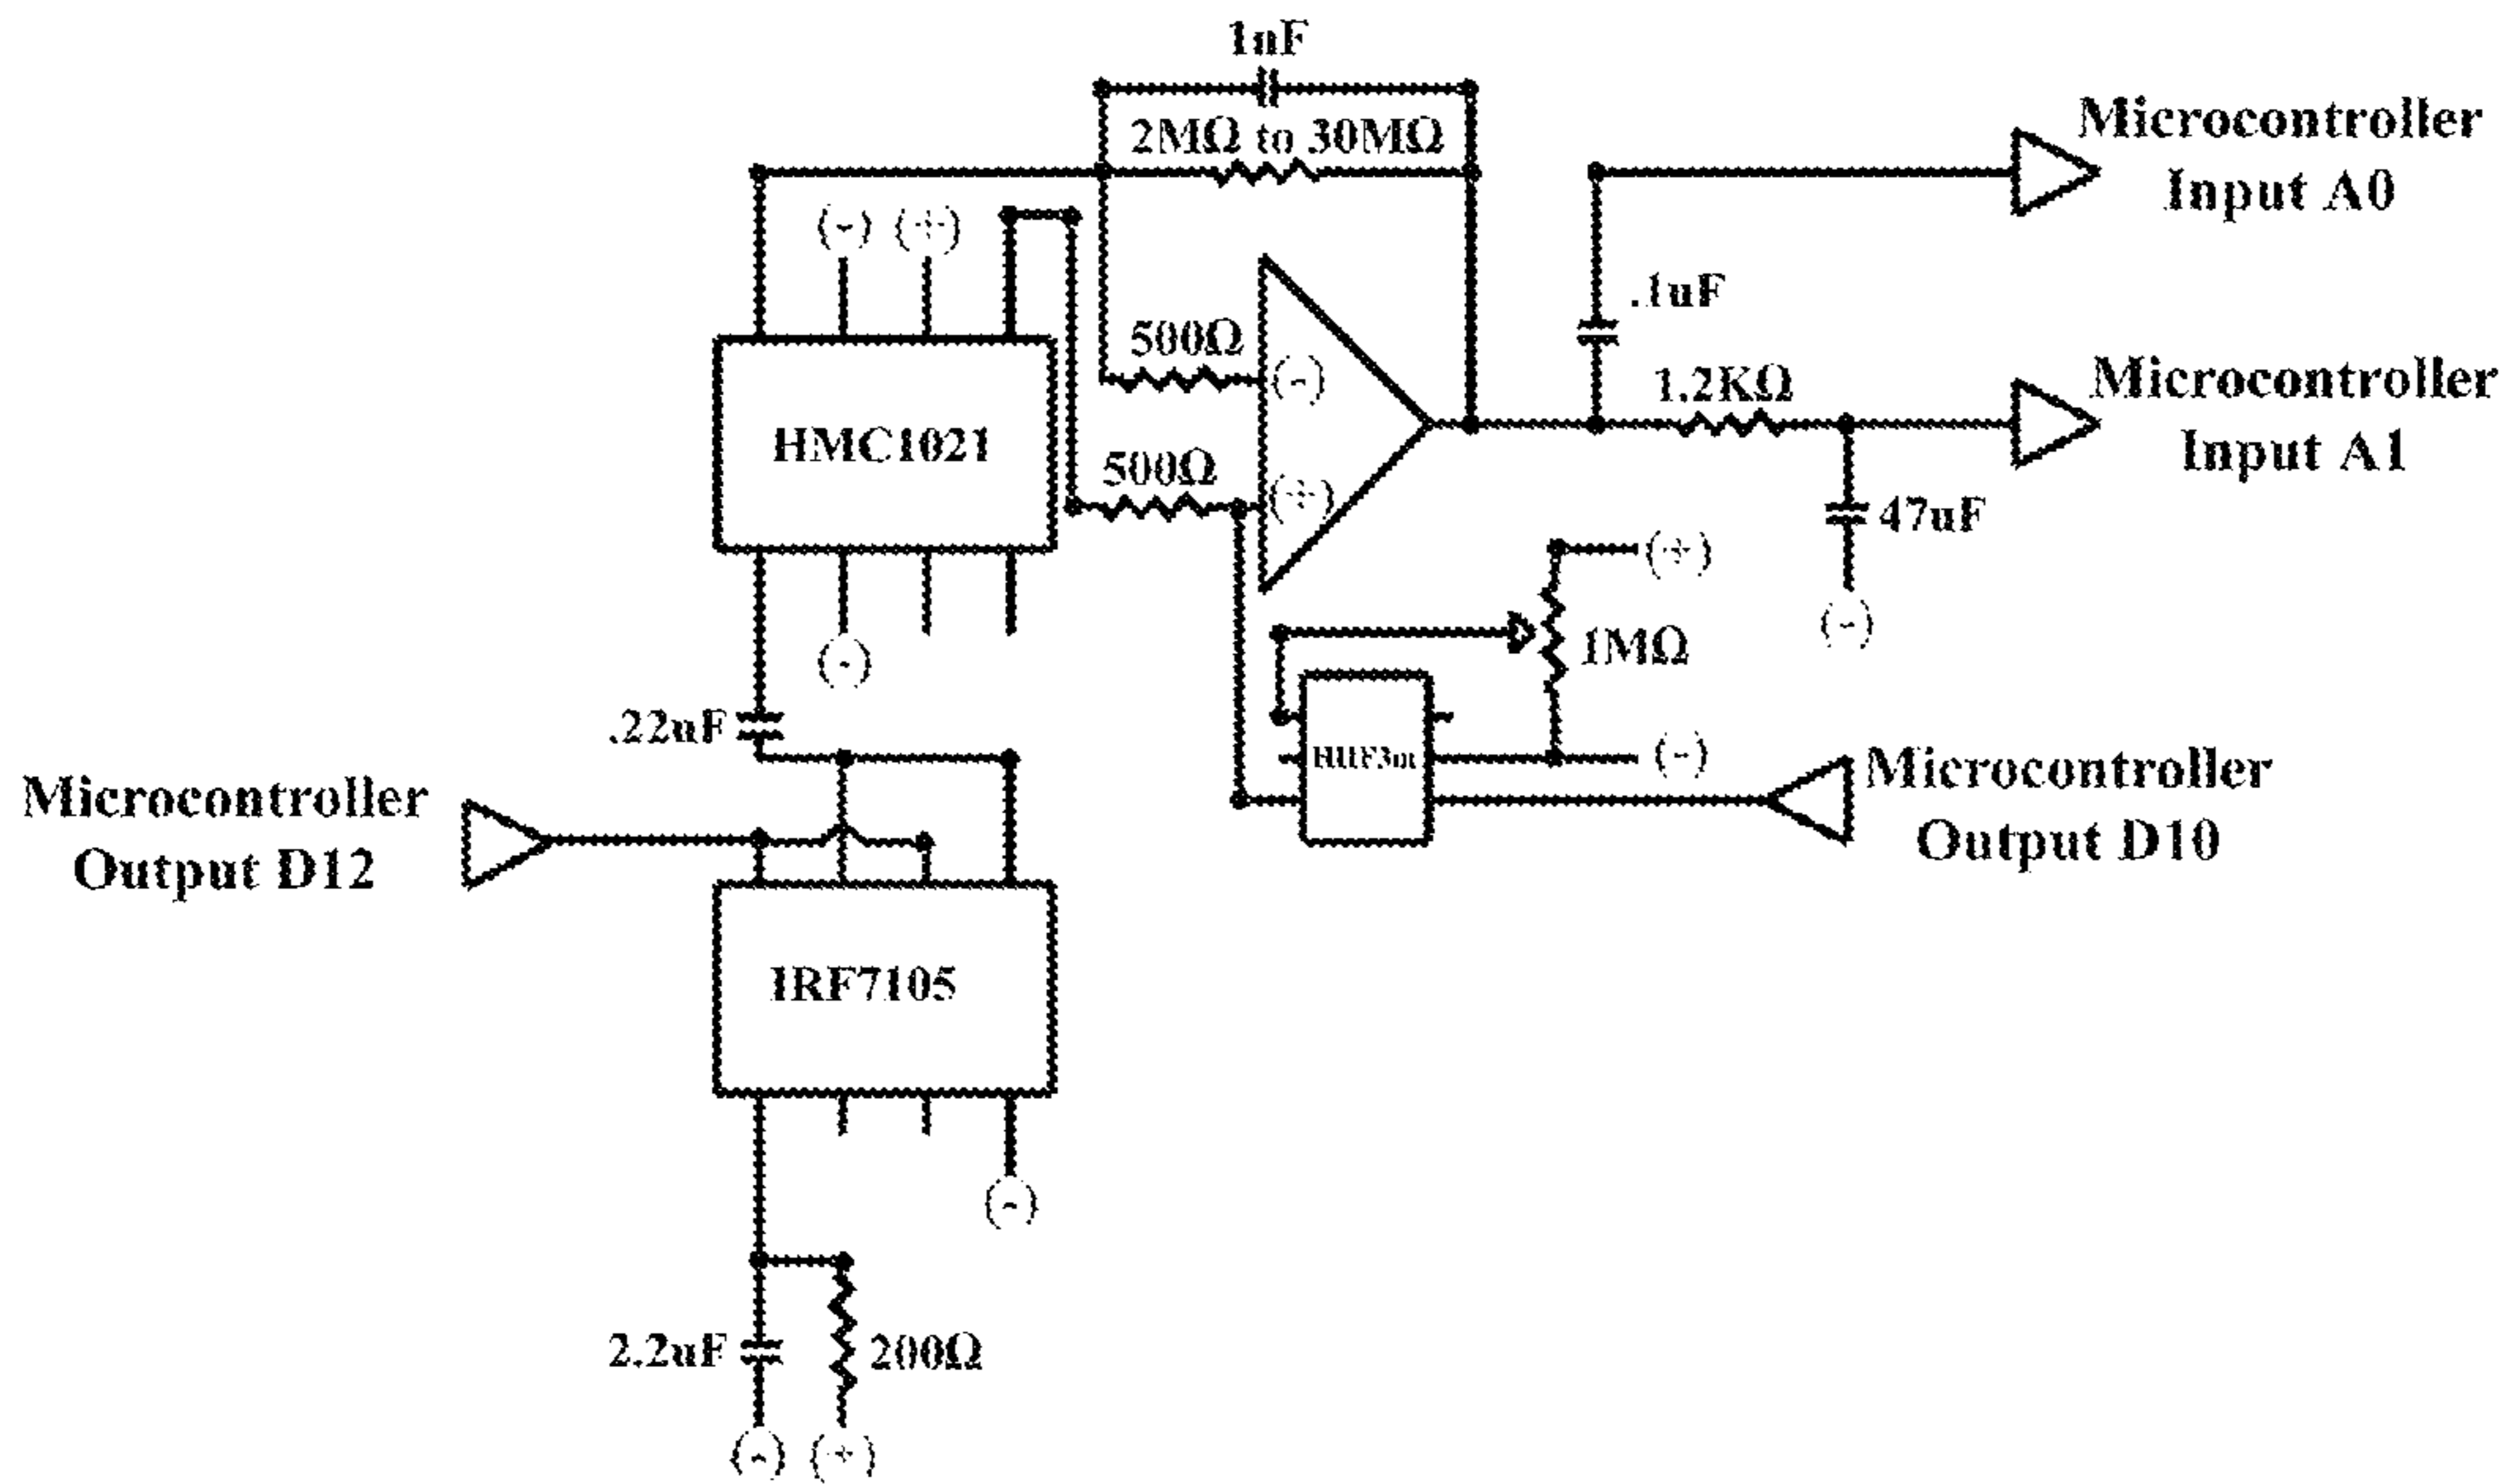 1nF
2MΩ to 30MΩ
Microcontroller
Input A0
(-) (+)
.1uF
500Ω
(-)
1.2KΩ
Microcontroller
Input A1
HMC1021
500Ω
(+)
47uF
(+)
(-)
1MΩ
(-)
.22uF
(-)
Microcontroller
Output D10
Microcontroller
Output D12
IRF7105
(-)
2.2uF
200Ω
(-) (+)